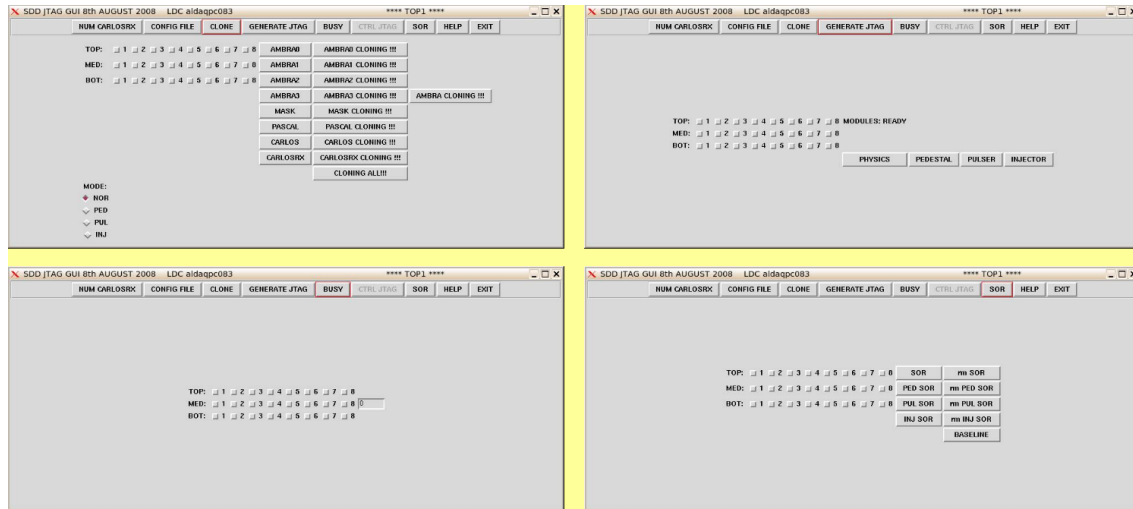 SDD JTAG GUI 8th AUGUST 2008 LDC aldaqpc083 **** TOP1 ****
NUM CARLOSRX CONFIG FILE CLONE GENERATE JTAG BUSY CTRL JTAG SOR HELP EXIT
TOP: 1 2 3 4 5 6 7 8 AMBRA0 AMBRA0 CLONING !!!
MED: 1 2 3 4 5 6 7 8 AMBRA1 AMBRA1 CLONING !!!
BOT: 1 2 3 4 5 6 7 8 AMBRA2 AMBRA2 CLONING !!!
AMBRA3 AMBRA3 CLONING !!! AMBRA CLONING !!!
MASK MASK CLONING !!!
PASCAL PASCAL CLONING !!!
CARLOS CARLOS CLONING !!!
CARLOSRX CARLOSRX CLONING !!!
CLONING ALL!!!
MODE:
NOR
PED
PUL
INJ
SDD JTAG GUI 8th AUGUST 2008 LDC aldaqpc083 **** TOP1 ****
NUM CARLOSRX CONFIG FILE CLONE GENERATE JTAG BUSY CTRL JTAG SOR HELP EXIT
TOP: 1 2 3 4 5 6 7 8 MODULES: READY
MED: 1 2 3 4 5 6 7 8
BOT: 1 2 3 4 5 6 7 8
PHYSICS PEDESTAL PULSER INJECTOR
SDD JTAG GUI 8th AUGUST 2008 LDC aldaqpc083 **** TOP1 ****
NUM CARLOSRX CONFIG FILE CLONE GENERATE JTAG BUSY CTRL JTAG SOR HELP EXIT
TOP: 1 2 3 4 5 6 7 8
MED: 1 2 3 4 5 6 7 8 0
BOT: 1 2 3 4 5 6 7 8
SDD JTAG GUI 8th AUGUST 2008 LDC aldaqpc083 **** TOP1 ****
NUM CARLOSRX CONFIG FILE CLONE GENERATE JTAG BUSY CTRL JTAG SOR HELP EXIT
TOP: 1 2 3 4 5 6 7 8 SOR rm SOR
MED: 1 2 3 4 5 6 7 8 PED SOR rm PED SOR
BOT: 1 2 3 4 5 6 7 8 PUL SOR rm PUL SOR
INJ SOR rm INJ SOR
BASELINE